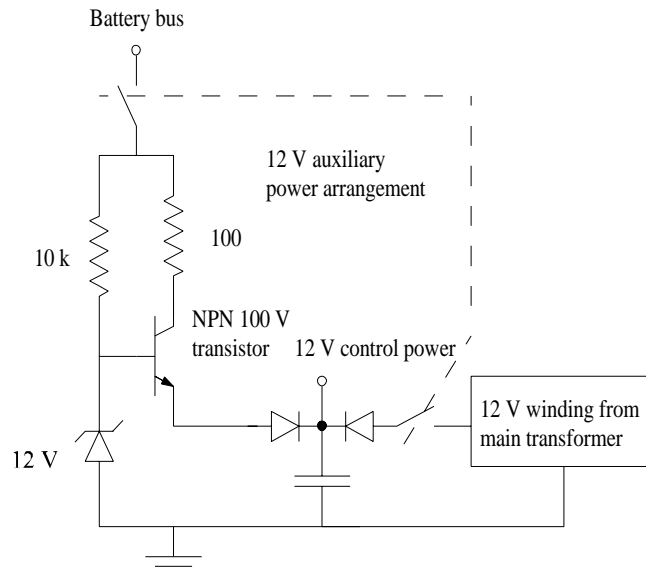 Battery bus
12 V auxiliary
power arrangement
100
10 k
NPN 100 V
transistor
12 V control power
12 V winding from
main transformer
12 V